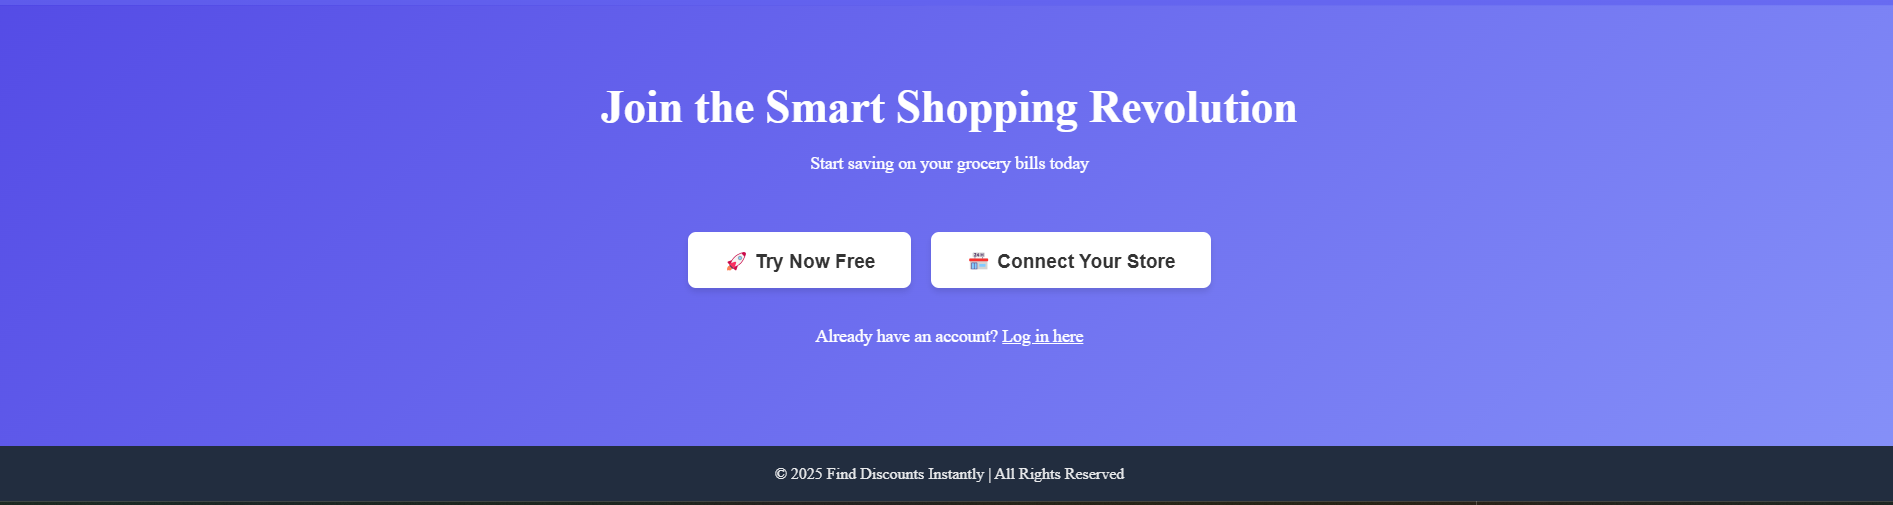 Join the Smart Shopping Revolution
Start saving on your grocery bills today
🚀 Try Now Free
🏪 Connect Your Store
Already have an account? Log in here
© 2025 Find Discounts Instantly | All Rights Reserved